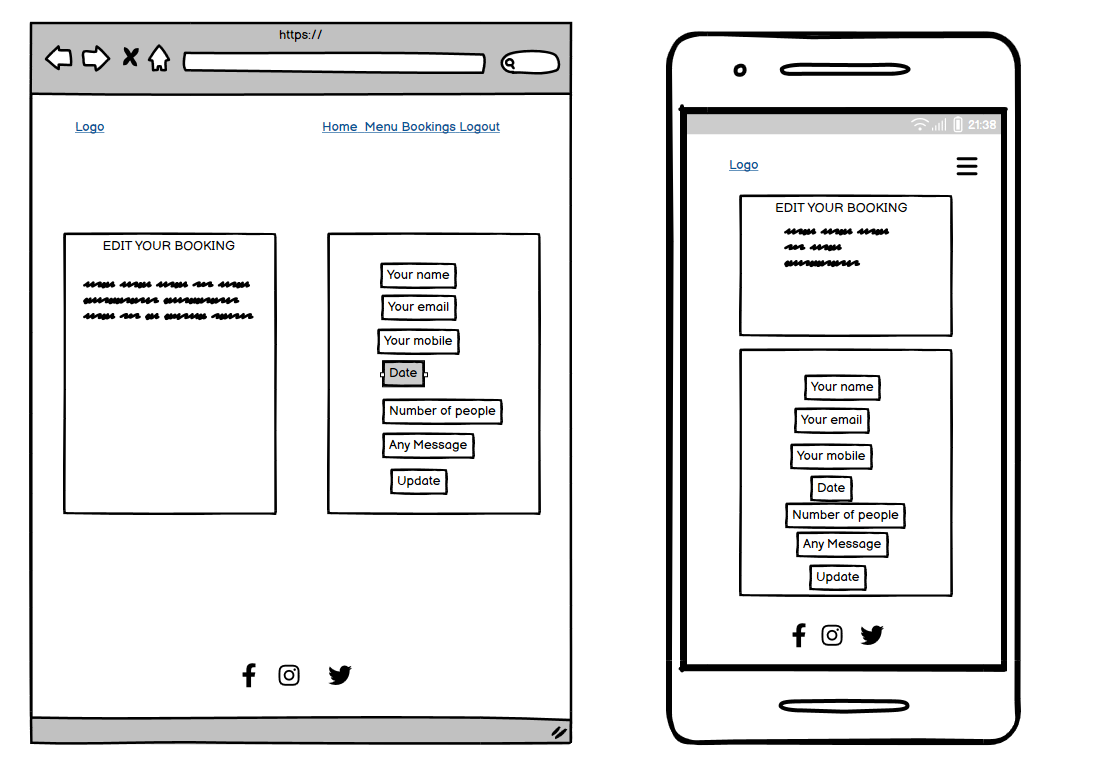 https://
Logo
Home Menu Bookings Logout
EDIT YOUR BOOKING
Your name
Your email
Your mobile
Date
Number of people
Any Message
Update
21:38
Logo
EDIT YOUR BOOKING
Your name
Your email
Your mobile
Date
Number of people
Any Message
Update